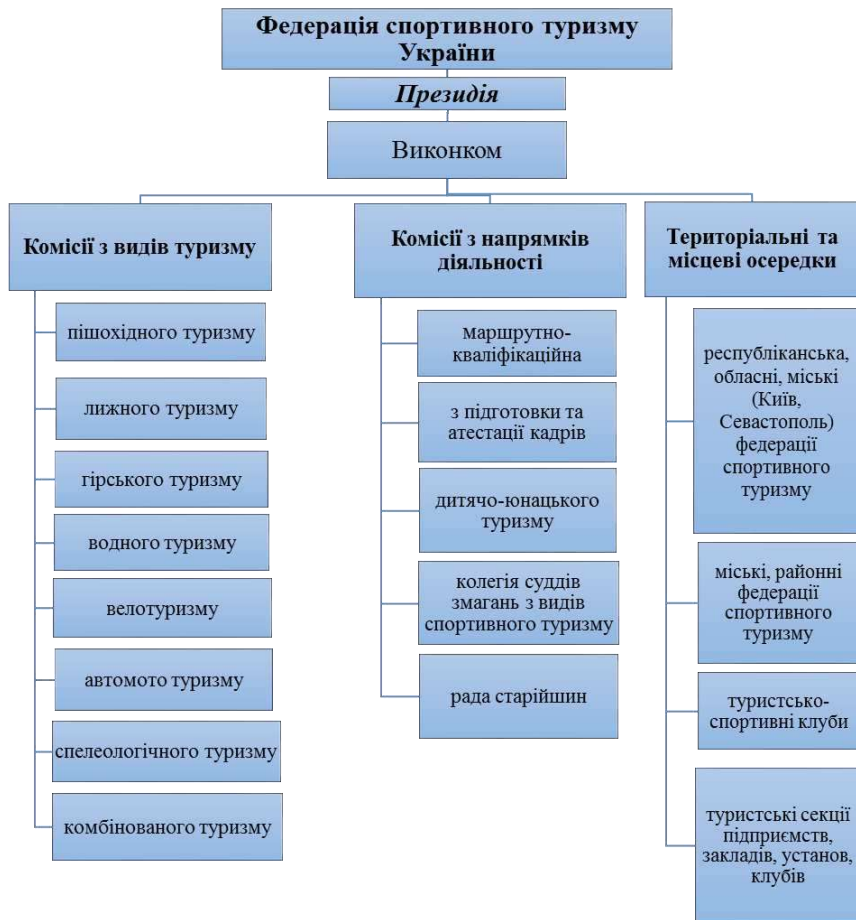 Федерація спортивного туризму
України
Президія
Виконком
Комісії з видів туризму
пішохідного туризму
лижного туризму
гірського туризму
водного туризму
велотуризму
автомото туризму
спелеологічного туризму
комбінованого туризму
Комісії з напрямків
діяльності
маршрутно-
кваліфікаційна
з підготовки та
атестації кадрів
дитячо-юнацького
туризму
колегія суддів
змагань з видів
спортивного туризму
рада старійшин
Територіальні та
місцеві осередки
республіканська,
обласні, міські
(Київ,
Севастополь)
федерації
спортивного
туризму
міські, районні
федерації
спортивного
туризму
туристсько-
спортивні клуби
туристські секції
підприємств,
закладів, установ,
клубів